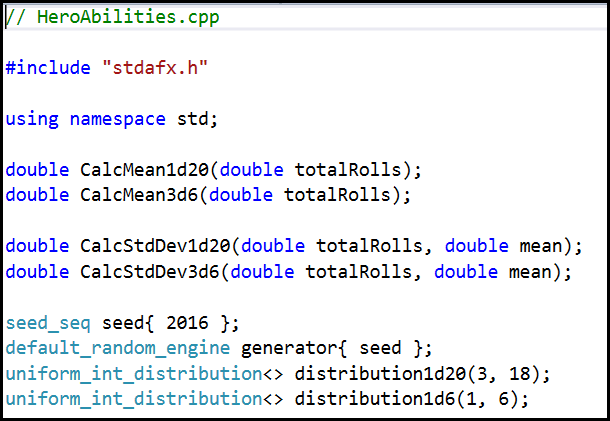 // HeroAbilities.cpp
#include "stdafx.h"
using namespace std;
double CalcMean1d20(double totalRolls);
double CalcMean3d6(double totalRolls);
double CalcStdDev1d20(double totalRolls, double mean);
double CalcStdDev3d6(double totalRolls, double mean);
seed_seq seed{ 2016 };
default_random_engine generator{ seed };
uniform_int_distribution<> distribution1d20(3, 18);
uniform_int_distribution<> distribution1d6(1, 6);